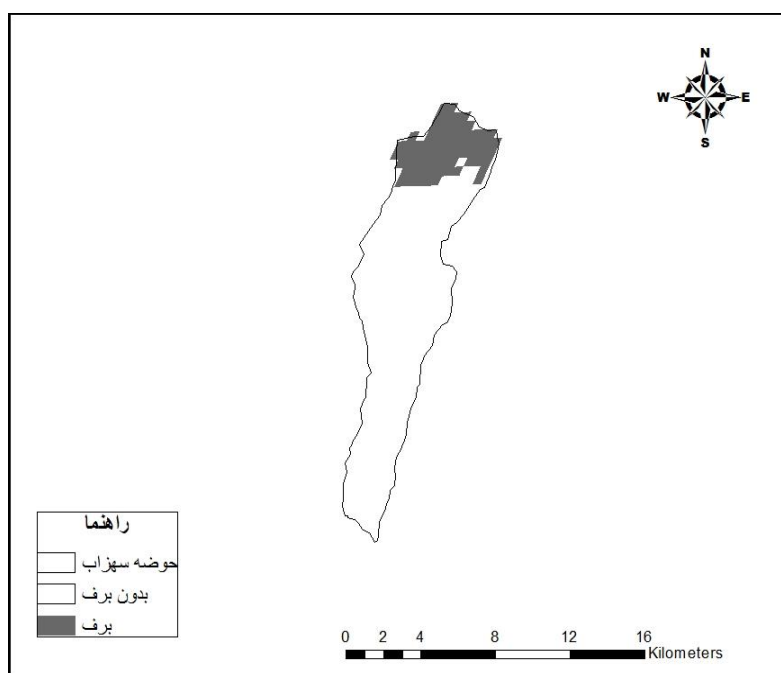 N
W E
S
راهنما
حوضه سهزاب
بدون برف
برف
0 2 4 8 12 16
Kilometers